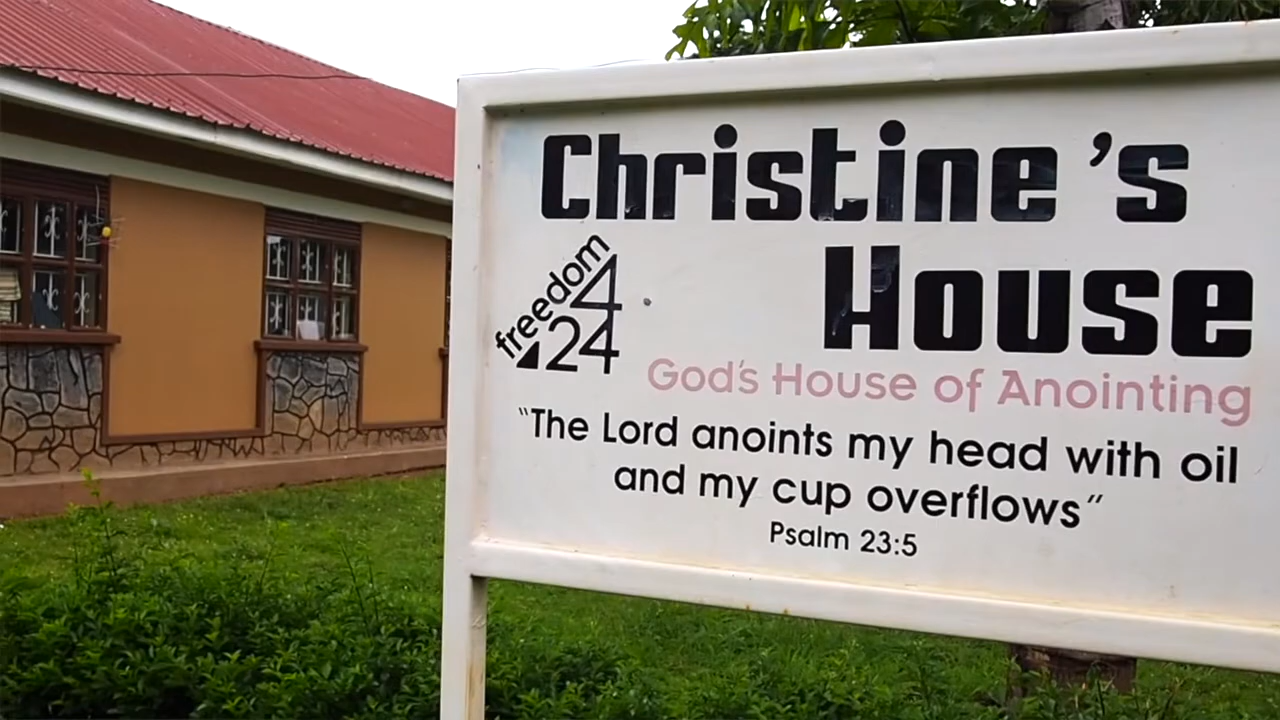 Christine's
House
freedom
4
24
God's House of Anointing
"The Lord anoints my head with oil
and my cup overflows"
Psalm 23:5